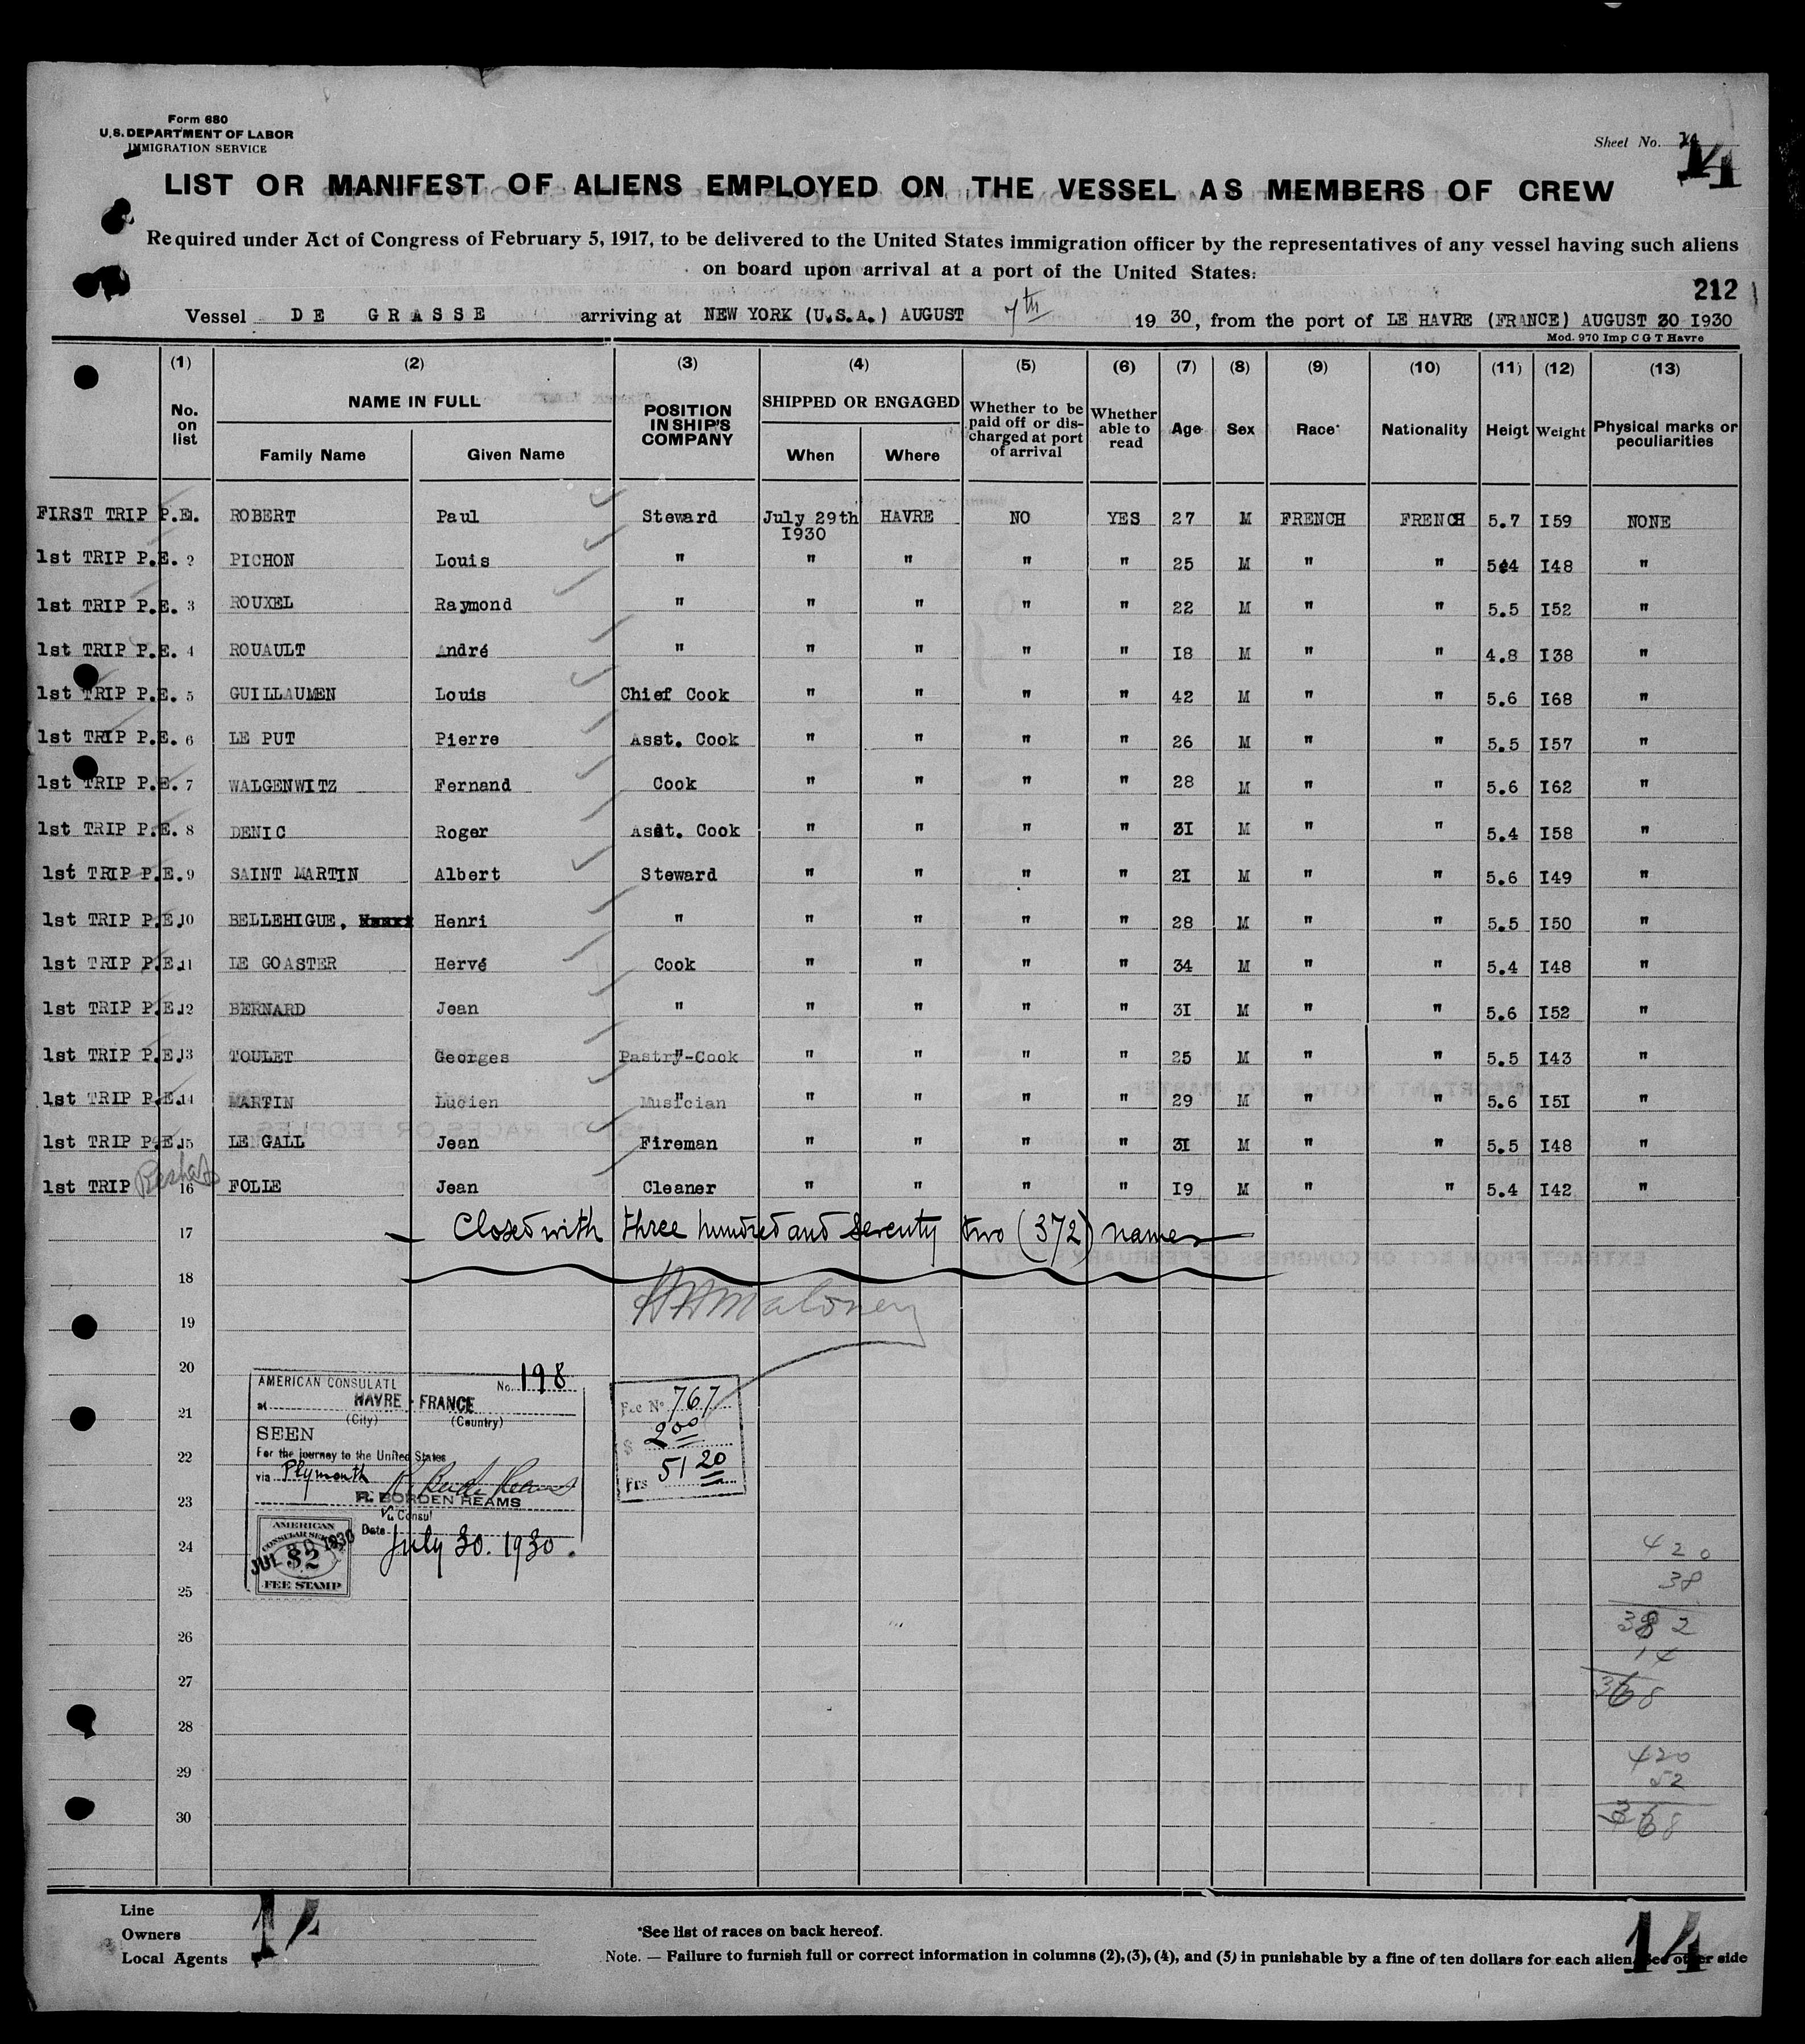 Form 680
U.S. DEPARTMENT OF LABOR
IMMIGRATION SERVICE
Sheet No. 14
LIST OR MANIFEST OF ALIENS EMPLOYED ON THE VESSEL AS MEMBERS OF CREW
Required under Act of Congress of February 5, 1917, to be delivered to the United States immigration officer by the representatives of any vessel having such aliens
on board upon arrival at a port of the United States:
212
Vessel DE GRASSE arriving at NEW YORK (U.S.A.) AUGUST 7th 19 30, from the port of LE HAVRE (FRANCE) AUGUST 30 1930
Mod. 970 Imp C G T Havre
(1) (2) (3) (4) (5) (6) (7) (8) (9) (10) (11) (12) (13)
No. on list NAME IN FULL Family Name Given Name POSITION IN SHIP'S COMPANY SHIPPED OR ENGAGED When Where Whether to be paid off or discharged at port of arrival Whether able to read Age Sex Race* Nationality Heigt Weight Physical marks or peculiarities
FIRST TRIP P.E. 1. ROBERT Paul Steward July 29th 1930 HAVRE NO YES 27 M FRENCH FRENCH 5.7 I59 NONE
1st TRIP P.E. 2 PICHON Louis " " " " " 25 M " " 5.4 I48 "
1st TRIP P.E. 3 ROUXEL Raymond " " " " " 22 M " " 5.5 I52 "
1st TRIP P.E. 4 ROUAULT André " " " " " I8 M " " 4.8 I38 "
1st TRIP P.E. 5 GUILLAUMEN Louis Chief Cook " " " " 42 M " " 5.6 I68 "
1st TRIP P.E. 6 LE PUT Pierre Asst. Cook " " " " 26 M " " 5.5 I57 "
1st TRIP P.E. 7 WALGENWITZ Fernand Cook " " " " 28 M " " 5.6 I62 "
1st TRIP P.E. 8 DENIC Roger Asst. Cook " " " " 3I M " " 5.4 I58 "
1st TRIP P.E. 9 SAINT MARTIN Albert Steward " " " " 2I M " " 5.6 I49 "
1st TRIP P.E. 10 BELLEHIGUE. Henri " " " " " 28 M " " 5.5 I50 "
1st TRIP P.E. 11 LE GOASTER Hervé Cook " " " " 34 M " " 5.4 I48 "
1st TRIP P.E. 12 BERNARD Jean " " " " " 3I M " " 5.6 I52 "
1st TRIP P.E. 13 TOULET Georges Pastry-Cook " " " " 25 M " " 5.5 I43 "
1st TRIP P.E. 14 MARTIN Lucien Musician " " " " 29 M " " 5.6 I5I "
1st TRIP P.E. 15 LE GALL Jean Fireman " " " " 3I M " " 5.5 I48 "
1st TRIP 16 FOLLE Jean Cleaner " " " " I9 M " " 5.4 I42 "
17 Closed with three hundred and seventy two (372) names
18
19
20
21
22
23
24
25
26
27
28
29
30
Maloney
AMERICAN CONSULATE No. 198
at HAVRE - FRANCE
(City) (Country)
SEEN
For the journey to the United States
via Plymouth
R. BORDEN REAMS
V. Consul
Date July 30. 1930.
AMERICAN
CONSULAR SERVICE
JUL 30 1930
$2
FEE STAMP
Fee No. 767
$ 2 00
Frs 51 20
420
38
382
14
368
420
52
368
Line
Owners
Local Agents
14
*See list of races on back hereof.
Note. — Failure to furnish full or correct information in columns (2), (3), (4), and (5) in punishable by a fine of ten dollars for each alien. See other side
14